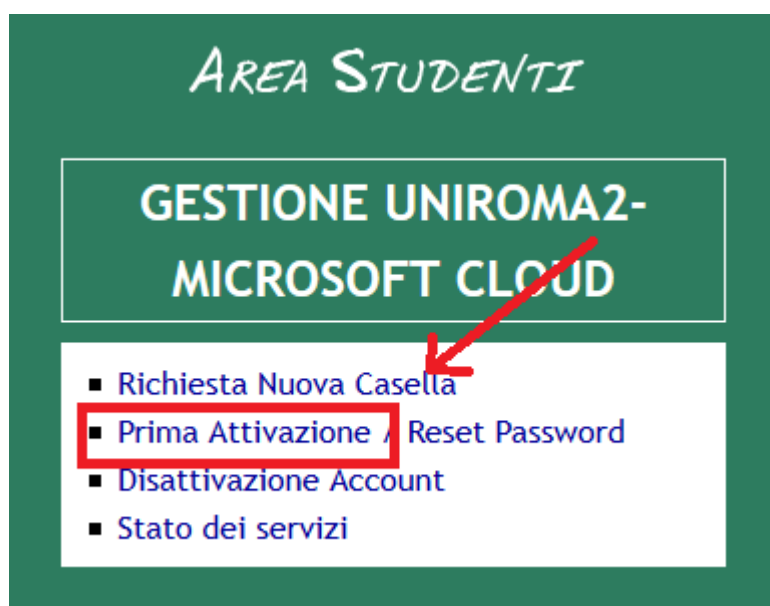 AREA STUDENTI
GESTIONE UNIROMA2-
MICROSOFT CLOUD
Richiesta Nuova Casella
Prima Attivazione / Reset Password
Disattivazione Account
Stato dei servizi